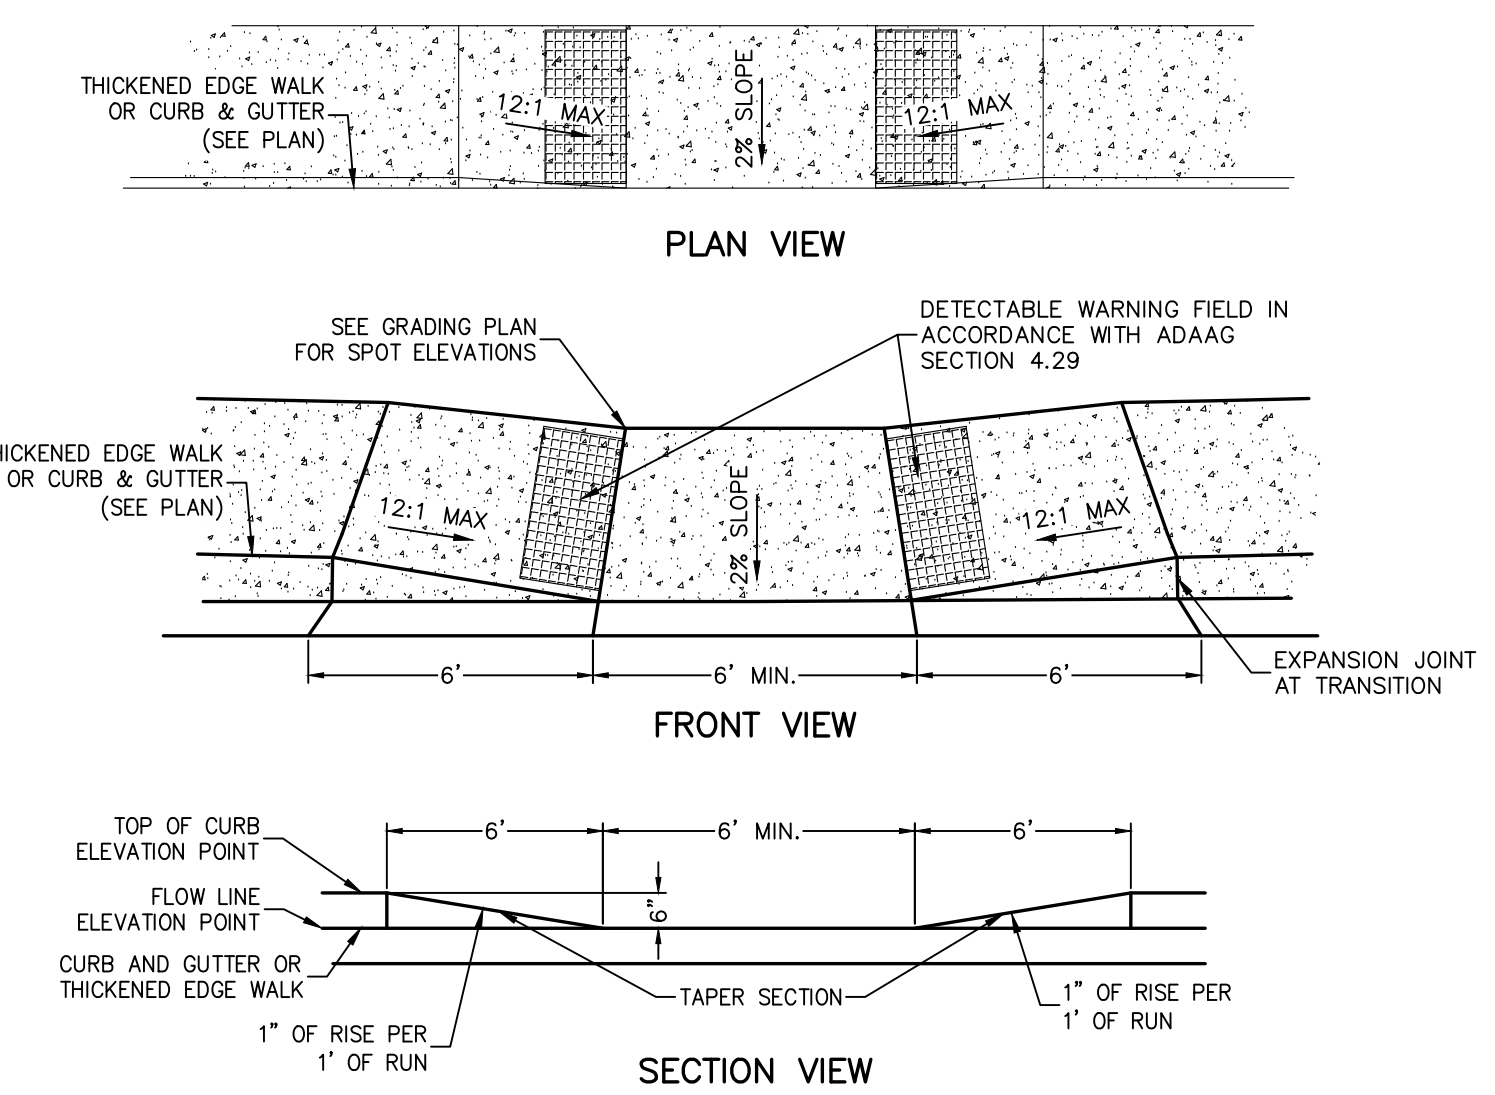 THICKENED EDGE WALK
OR CURB & GUTTER
(SEE PLAN)
12:1 MAX
2% SLOPE
12:1 MAX
PLAN VIEW
SEE GRADING PLAN
FOR SPOT ELEVATIONS
DETECTABLE WARNING FIELD IN
ACCORDANCE WITH ADAAG
SECTION 4.29
HICKENED EDGE WALK
OR CURB & GUTTER
(SEE PLAN)
12:1 MAX
2% SLOPE
12:1 MAX
6'
6' MIN.
6'
EXPANSION JOINT
AT TRANSITION
FRONT VIEW
TOP OF CURB
ELEVATION POINT
6'
6' MIN.
6'
FLOW LINE
ELEVATION POINT
6"
CURB AND GUTTER OR
THICKENED EDGE WALK
TAPER SECTION
1" OF RISE PER
1' OF RUN
1" OF RISE PER
1' OF RUN
SECTION VIEW